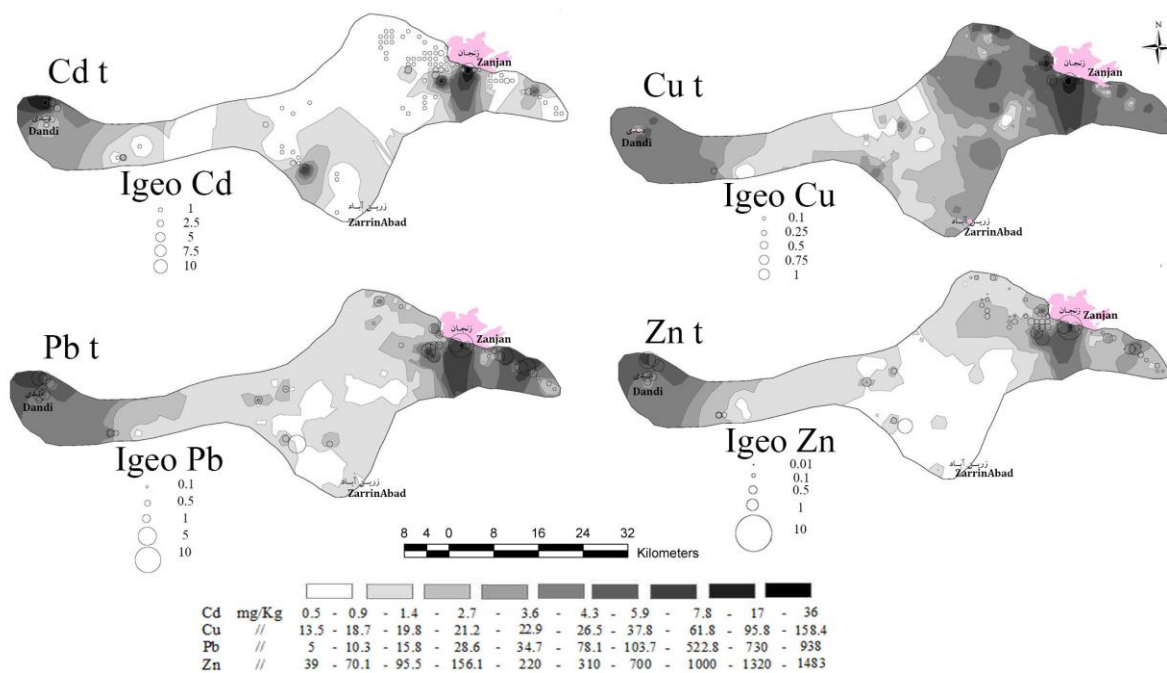 Cd t
زنجان
Zanjan
دندی
Dandi
Igeo Cd
1
2.5
5
7.5
10
زرین آباد
ZarrinAbad
Cu t
N
زنجان
Zanjan
دندی
Dandi
Igeo Cu
0.1
0.25
0.5
0.75
1
زرین آباد
ZarrinAbad
Pb t
زنجان
Zanjan
دندی
Dandi
Igeo Pb
0.1
0.5
1
5
10
زرین آباد
ZarrinAbad
Zn t
زنجان
Zanjan
دندی
Dandi
Igeo Zn
0.01
0.1
0.5
1
10
زرین آباد
ZarrinAbad
8 4 0 8 16 24 32
Kilometers
Cd mg/Kg 0.5 - 0.9 - 1.4 - 2.7 - 3.6 - 4.3 - 5.9 - 7.8 - 17 - 36
Cu // 13.5 - 18.7 - 19.8 - 21.2 - 22.9 - 26.5 - 37.8 - 61.8 - 95.8 - 158.4
Pb // 5 - 10.3 - 15.8 - 28.6 - 34.7 - 78.1 - 103.7 - 522.8 - 730 - 938
Zn // 39 - 70.1 - 95.5 - 156.1 - 220 - 310 - 700 - 1000 - 1320 - 1483